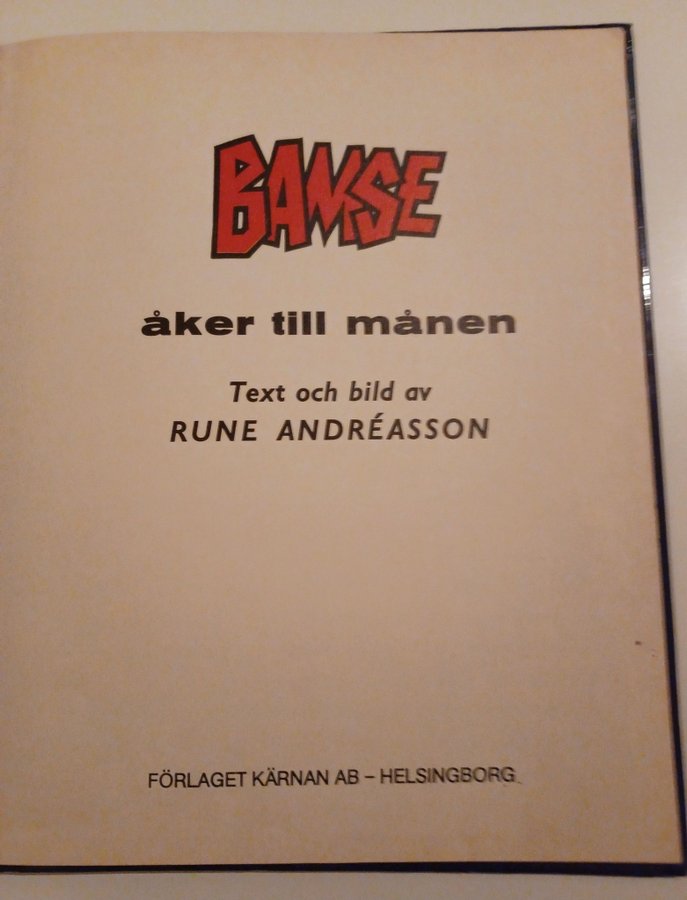 BAMSE
åker till månen
Text och bild av
RUNE ANDRÉASSON
FÖRLAGET KÄRNAN AB – HELSINGBORG